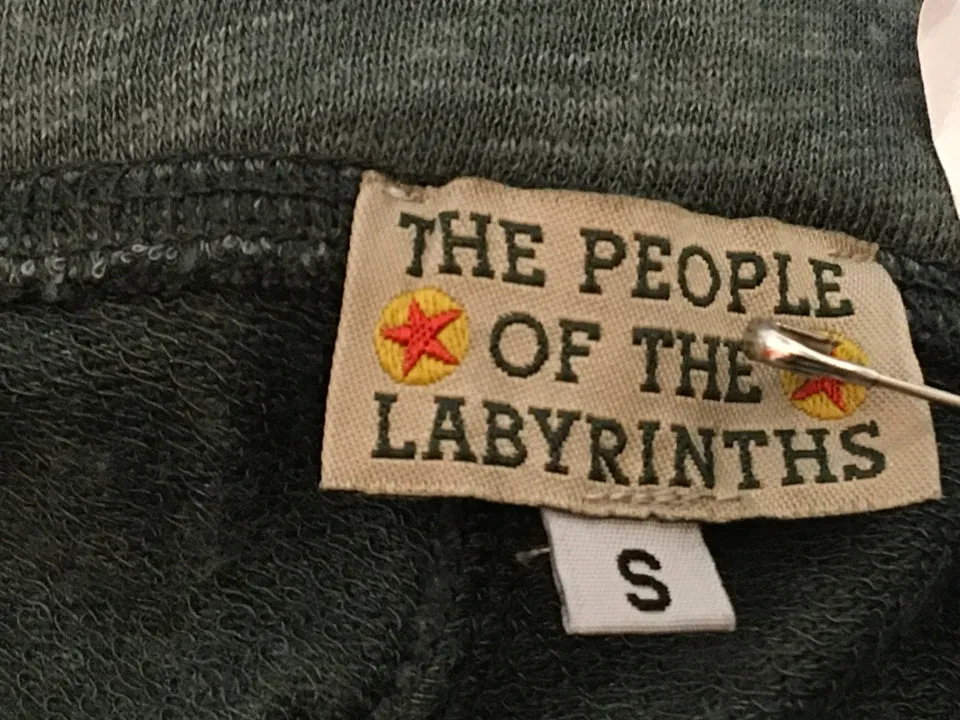 THE PEOPLE
OF THE
LABYRINTHS
S